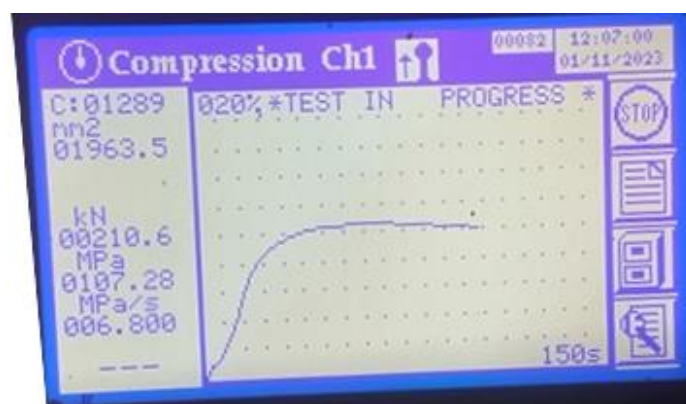 Compression Ch1
00082
12:07:00
01/11/2023
C:01289
mm2
01963.5
kN
00210.6
MPa
0107.28
MPa/s
006.800
---
020% *TEST IN PROGRESS *
150s
STOP